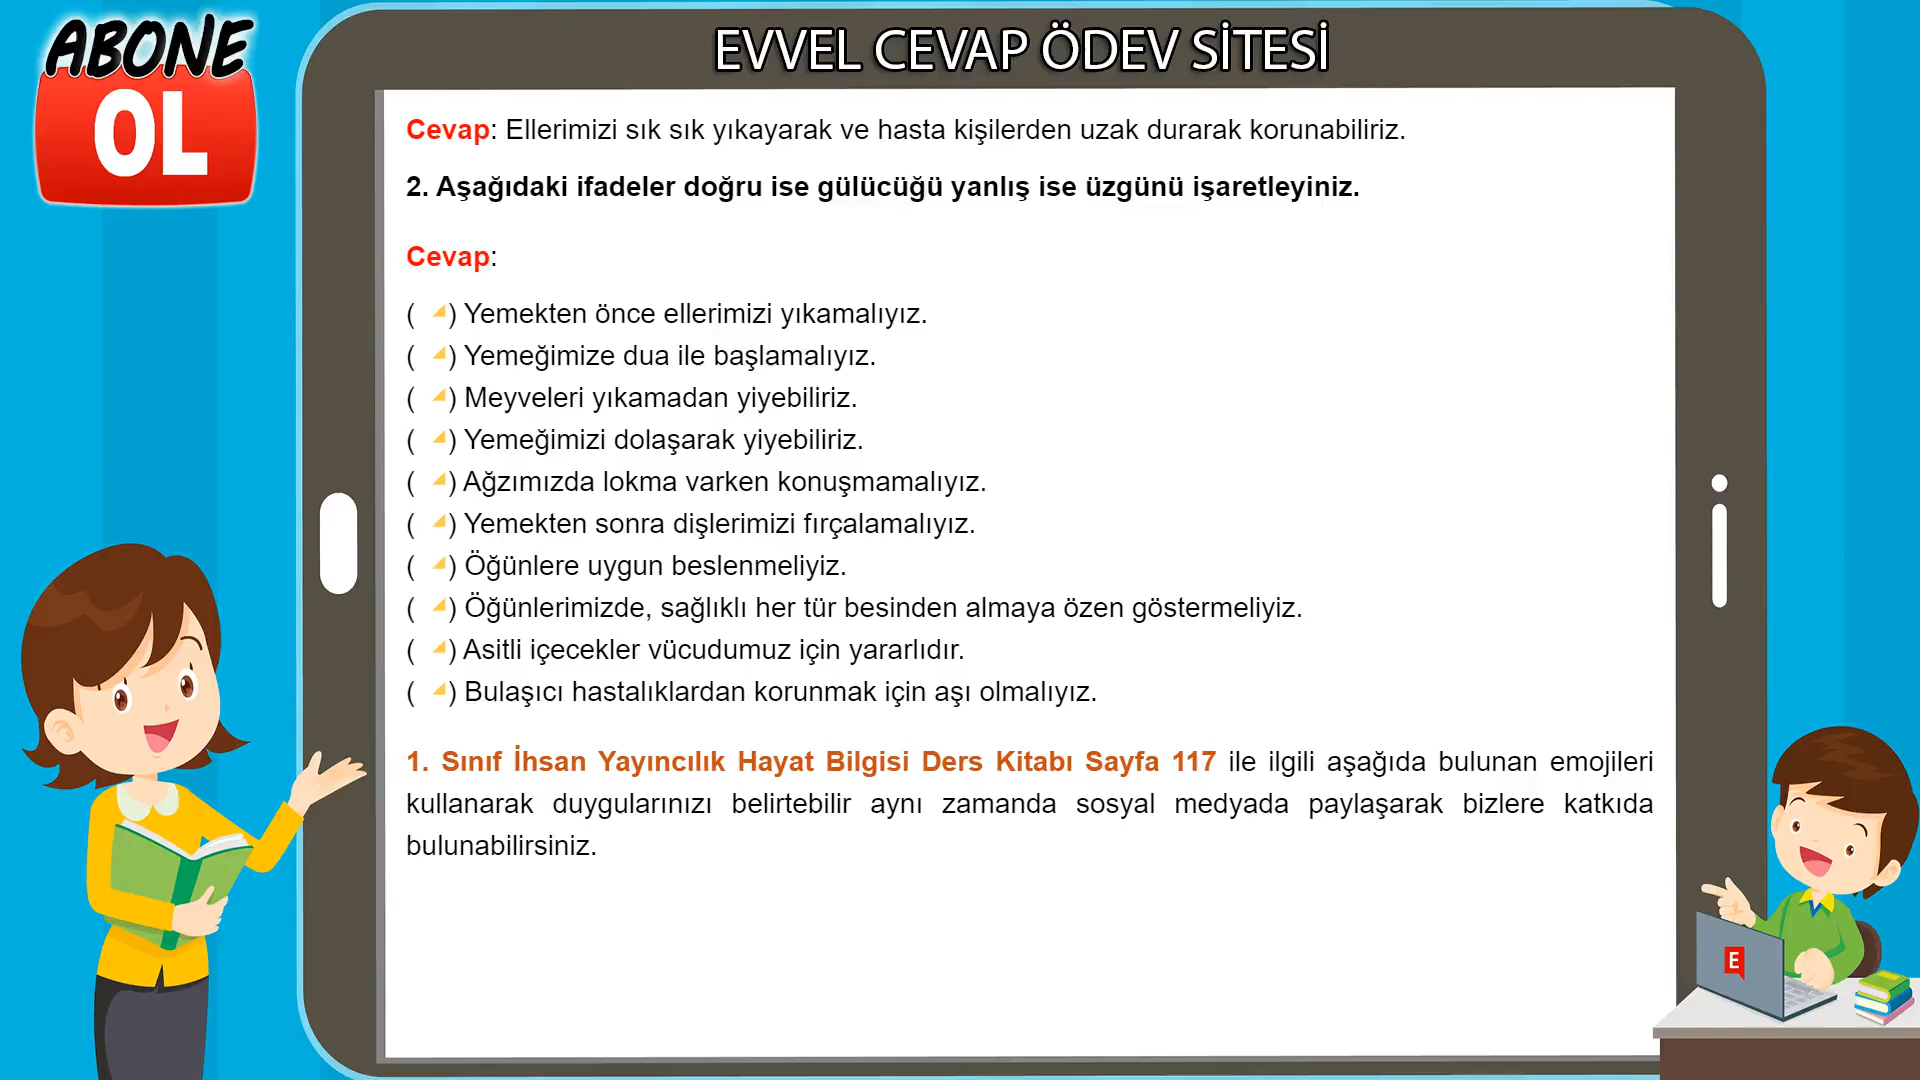 ABONE
OL
EVVEL CEVAP ÖDEV SİTESİ
Cevap: Ellerimizi sık sık yıkayarak ve hasta kişilerden uzak durarak korunabiliriz.
2. Aşağıdaki ifadeler doğru ise gülücüğü yanlış ise üzgünü işaretleyiniz.
Cevap:
( ) Yemekten önce ellerimizi yıkamalıyız.
( ) Yemeğimize dua ile başlamalıyız.
( ) Meyveleri yıkamadan yiyebiliriz.
( ) Yemeğimizi dolaşarak yiyebiliriz.
( ) Ağzımızda lokma varken konuşmamalıyız.
( ) Yemekten sonra dişlerimizi fırçalamalıyız.
( ) Öğünlere uygun beslenmeliyiz.
( ) Öğünlerimizde, sağlıklı her tür besinden almaya özen göstermeliyiz.
( ) Asitli içecekler vücudumuz için yararlıdır.
( ) Bulaşıcı hastalıklardan korunmak için aşı olmalıyız.
1. Sınıf İhsan Yayıncılık Hayat Bilgisi Ders Kitabı Sayfa 117 ile ilgili aşağıda bulunan emojileri
kullanarak duygularınızı belirtebilir aynı zamanda sosyal medyada paylaşarak bizlere katkıda
bulunabilirsiniz.
E